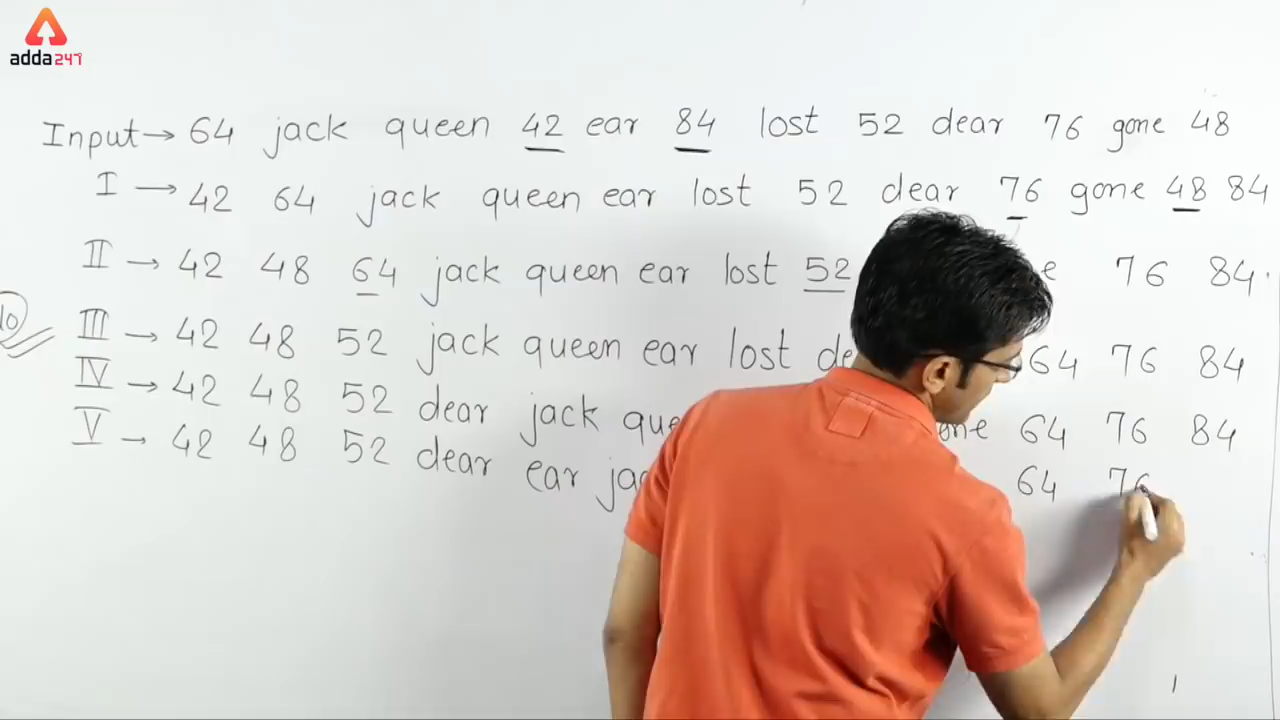 adda247
Input→ 64 jack queen 42 ear 84 lost 52 dear 76 gone 48
I → 42 64 jack queen ear lost 52 dear 76 gone 48 84
II → 42 48 64 jack queen ear lost 52 76 84.
10
III → 42 48 52 jack queen ear lost 64 76 84
IV → 42 48 52 dear jack 64 76 84
V → 42 48 52 dear ear 64 76